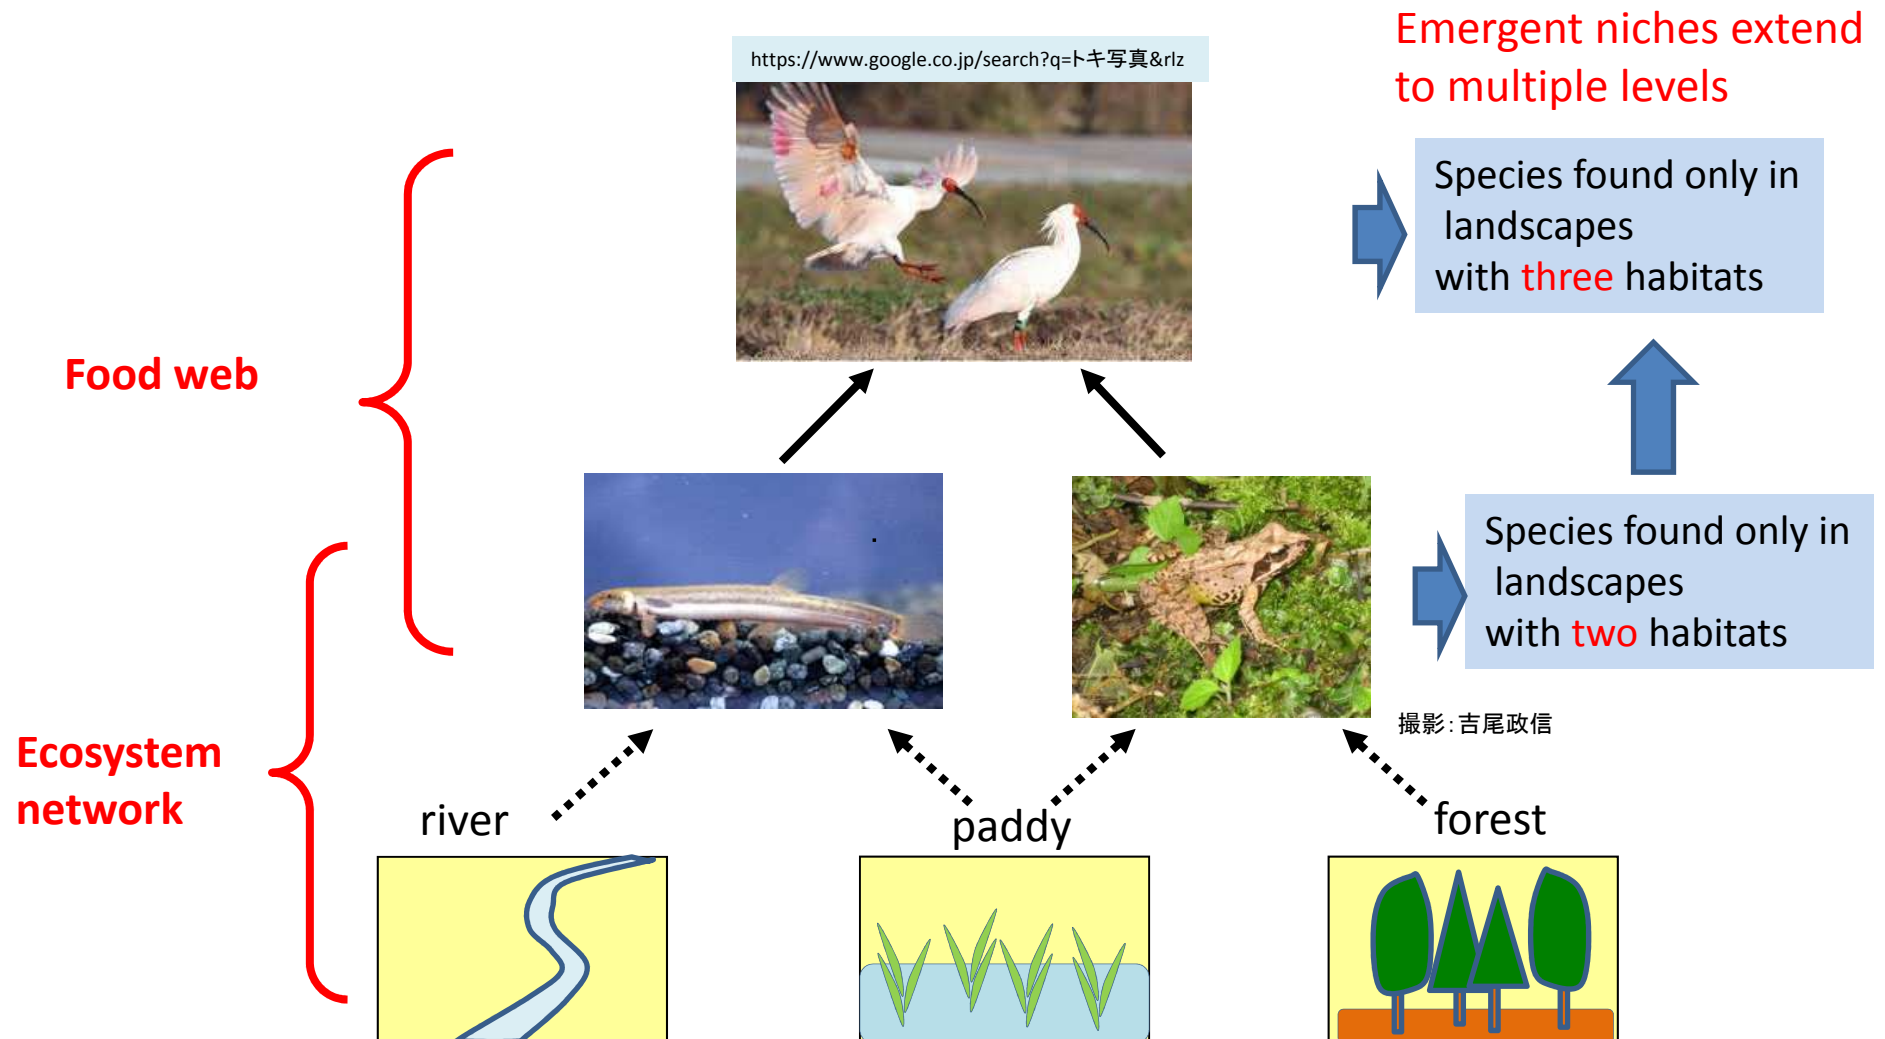 Emergent niches extend
to multiple levels
https://www.google.co.jp/search?q=トキ写真&rlz
Species found only in
landscapes
with three habitats
Food web
Species found only in
landscapes
with two habitats
撮影:吉尾政信
Ecosystem
network
river
paddy
forest